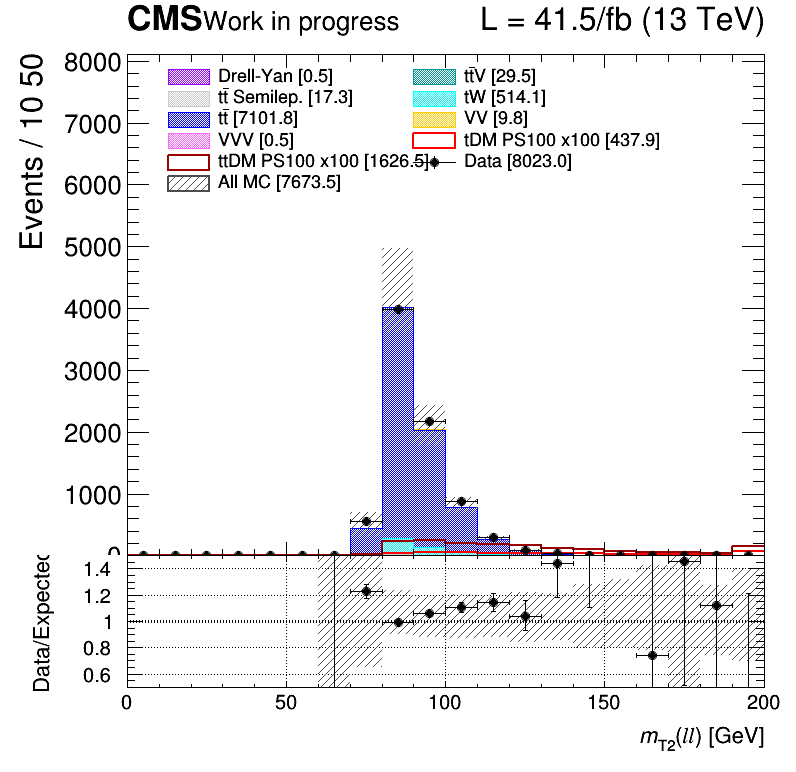 CMS Work in progress L = 41.5/fb (13 TeV)
Events / 10 50
8000
7000
6000
5000
4000
3000
2000
1000
0
Drell-Yan [0.5] tt̄V [29.5]
tt̄ Semilep. [17.3] tW [514.1]
tt̄ [7101.8] VV [9.8]
VVV [0.5] tDM PS100 x100 [437.9]
ttDM PS100 x100 [1626.5] Data [8023.0]
All MC [7673.5]
Data/Expected
1.4
1.2
1
0.8
0.6
0 50 100 150 200
m_T2(ll) [GeV]